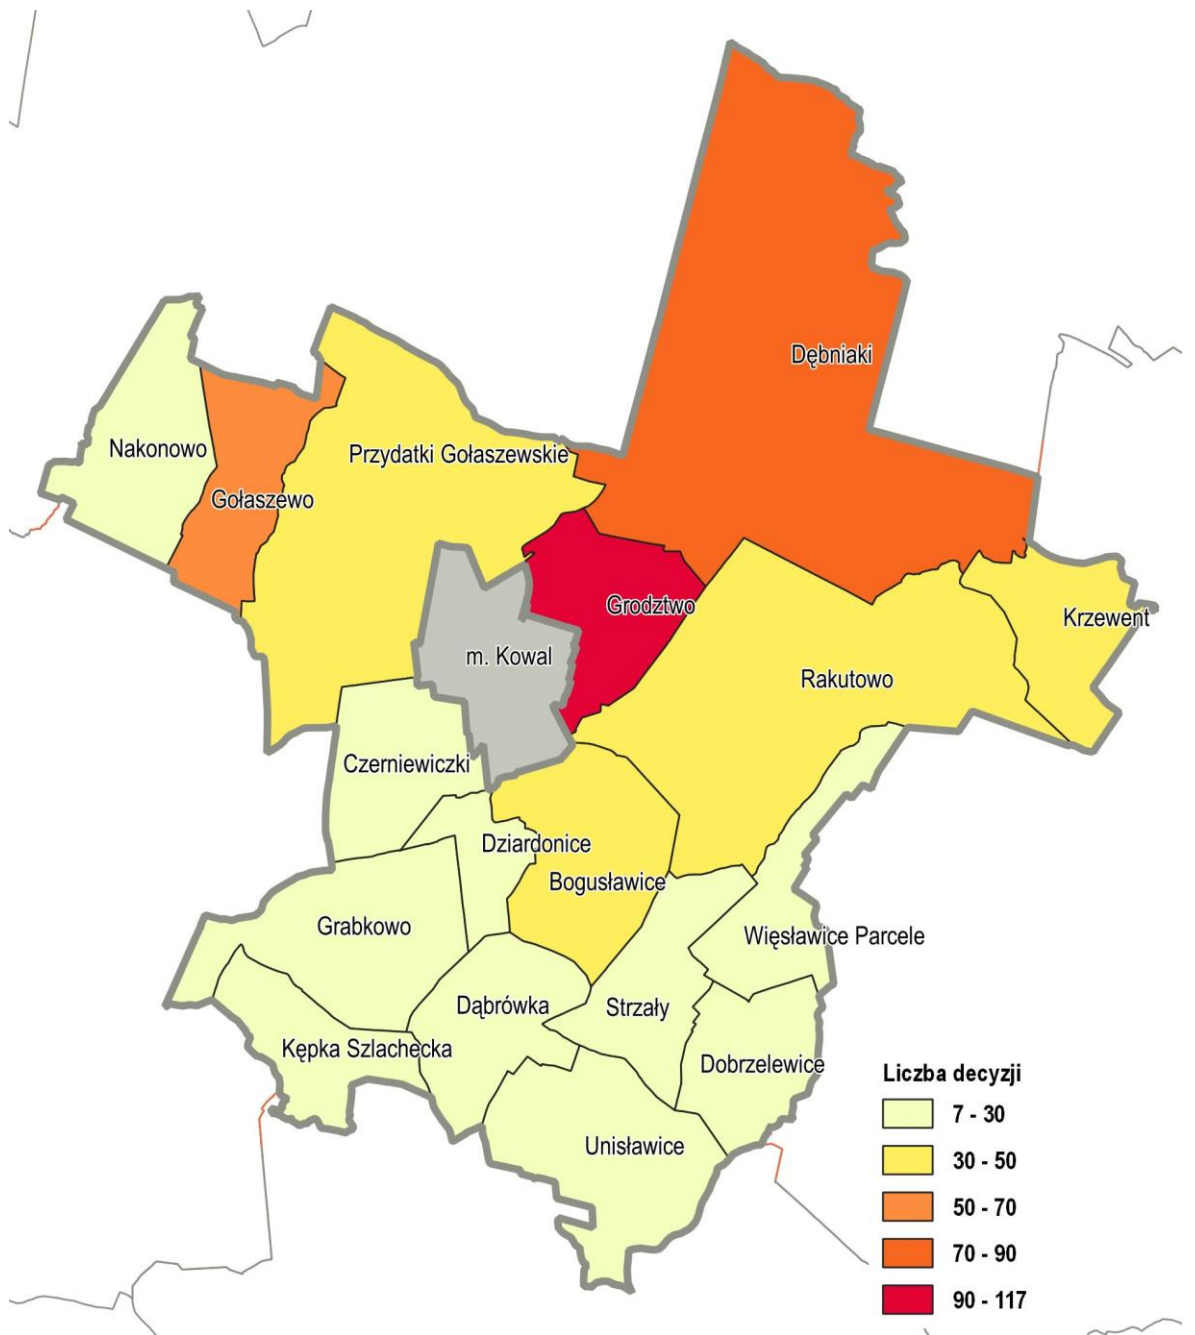 Dębniaki
Nakonowo
Przydatki Gołaszewskie
Gołaszewo
Grodztwo
Krzewent
m. Kowal
Rakutowo
Czerniewiczki
Dziardonice
Bogusławice
Grabkowo
Więsławice Parcele
Dąbrówka
Strzały
Kępka Szlachecka
Dobrzelewice
Unisławice
Liczba decyzji
7 - 30
30 - 50
50 - 70
70 - 90
90 - 117